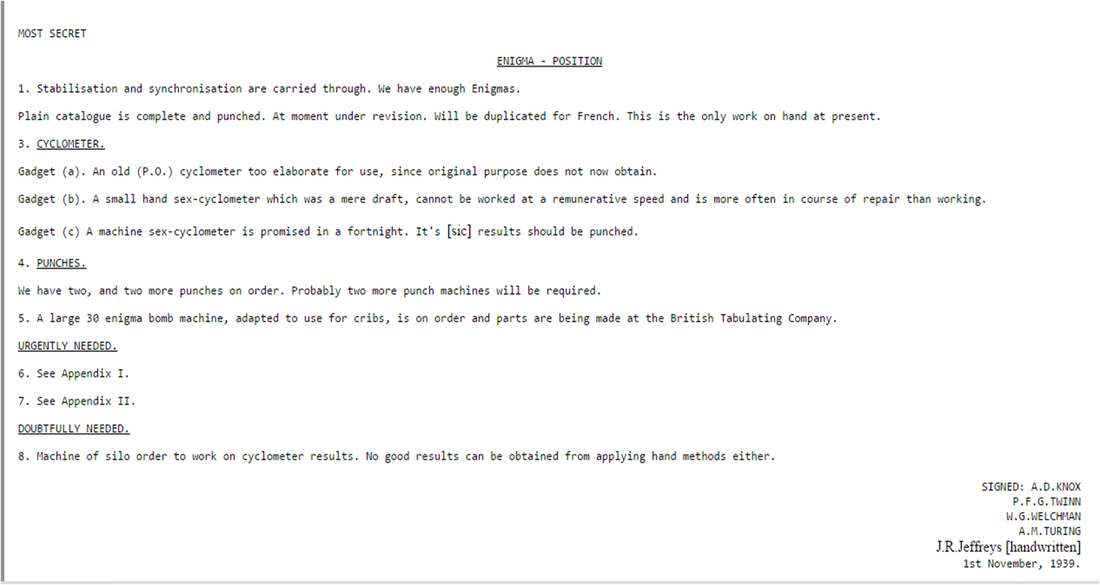 MOST SECRET
ENIGMA - POSITION
1. Stabilisation and synchronisation are carried through. We have enough Enigmas.
Plain catalogue is complete and punched. At moment under revision. Will be duplicated for French. This is the only work on hand at present.
3. CYCLOMETER.
Gadget (a). An old (P.O.) cyclometer too elaborate for use, since original purpose does not now obtain.
Gadget (b). A small hand sex-cyclometer which was a mere draft, cannot be worked at a remunerative speed and is more often in course of repair than working.
Gadget (c) A machine sex-cyclometer is promised in a fortnight. It's [sic] results should be punched.
4. PUNCHES.
We have two, and two more punches on order. Probably two more punch machines will be required.
5. A large 30 enigma bomb machine, adapted to use for cribs, is on order and parts are being made at the British Tabulating Company.
URGENTLY NEEDED.
6. See Appendix I.
7. See Appendix II.
DOUBTFULLY NEEDED.
8. Machine of silo order to work on cyclometer results. No good results can be obtained from applying hand methods either.
SIGNED: A.D.KNOX
P.F.G.TWINN
W.G.WELCHMAN
A.M.TURING
J.R.Jeffreys [handwritten]
1st November, 1939.